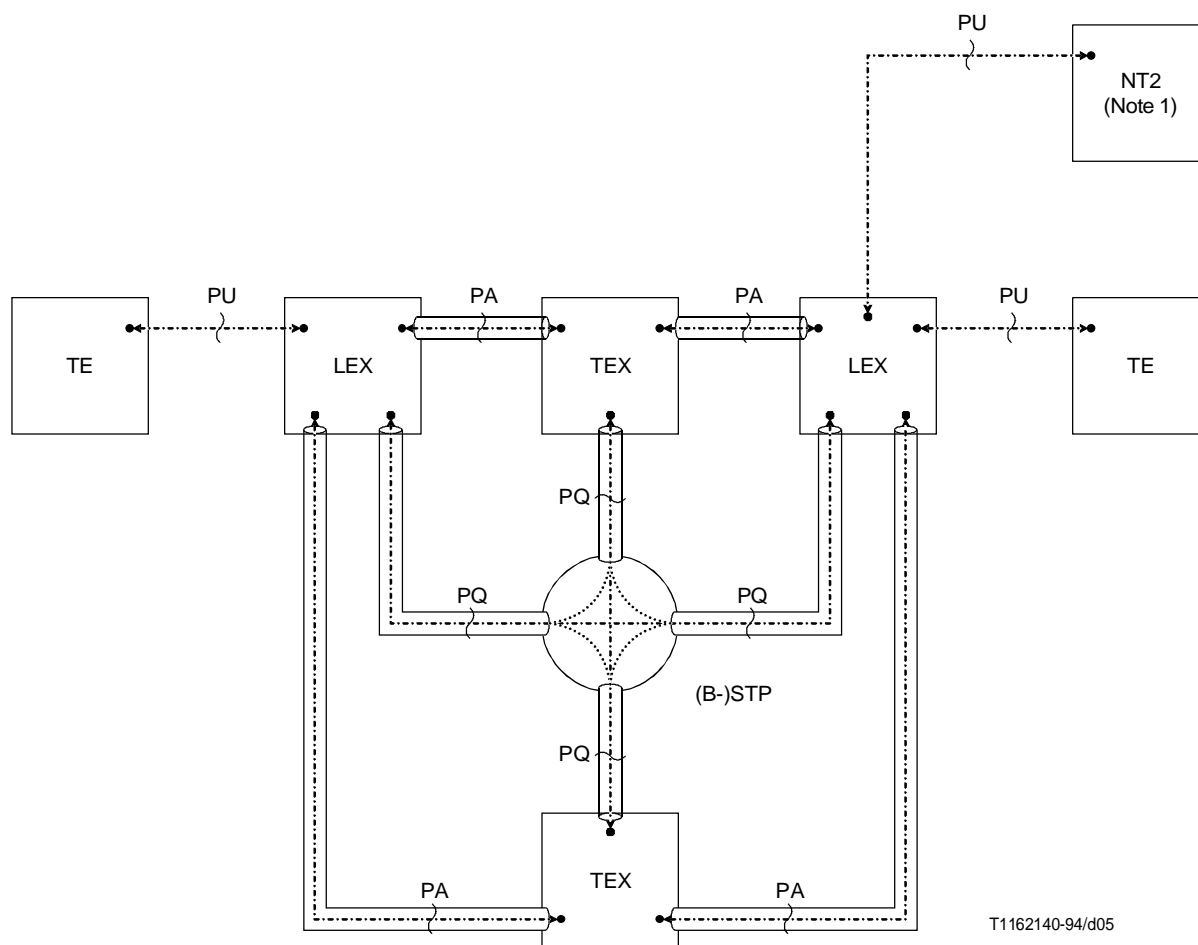 PU
NT2
(Note 1)
PU
PA
PA
PU
TE
LEX
TEX
LEX
TE
PQ
PQ
PQ
(B-)STP
PQ
TEX
PA
PA
T1162140-94/d05